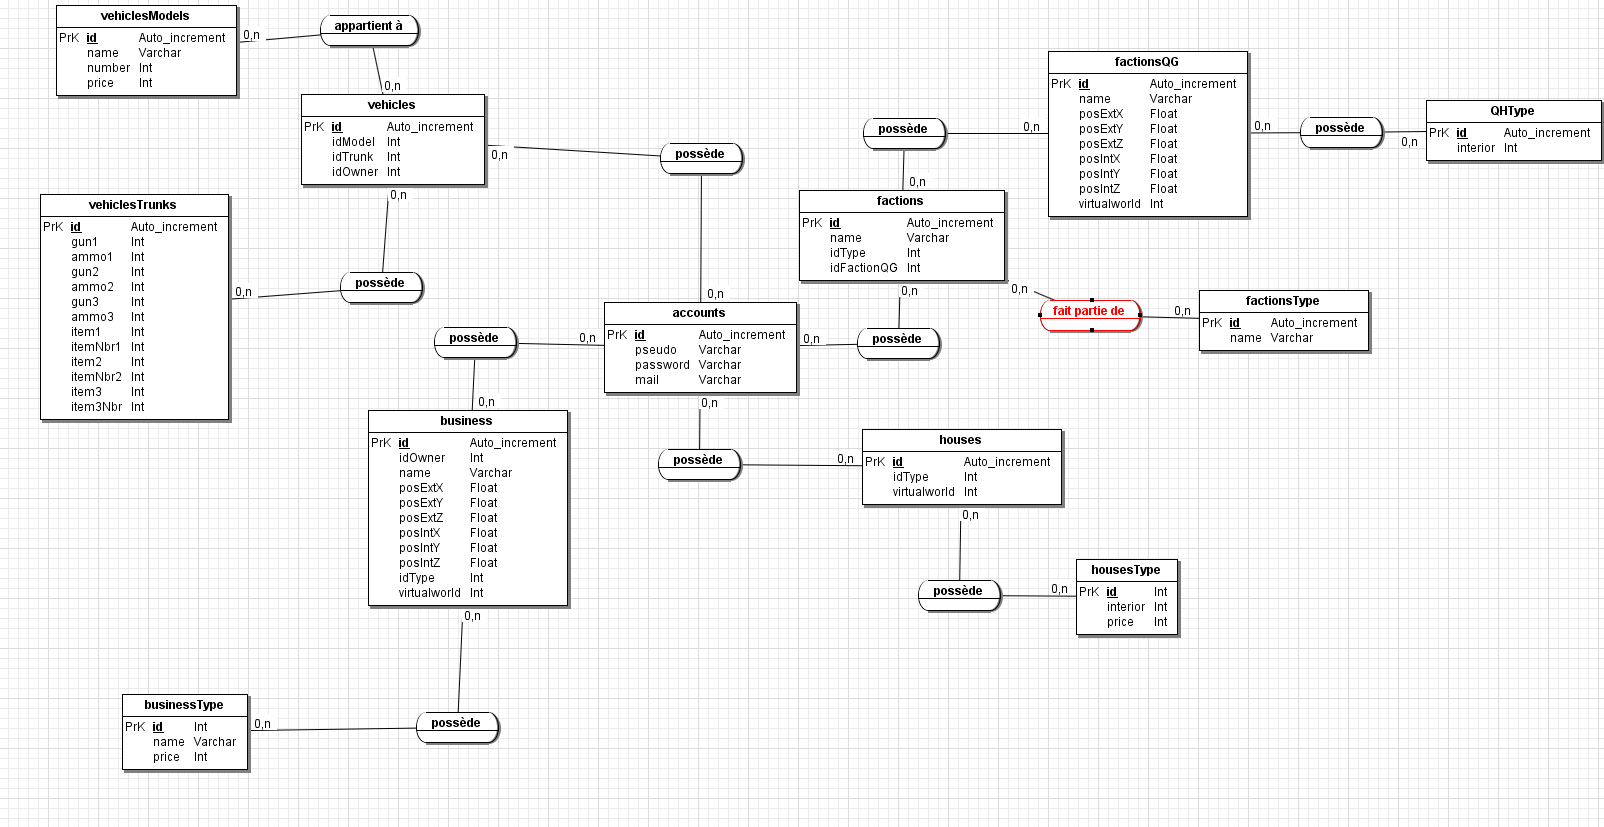 vehiclesModels
PrK id Auto_increment
name Varchar
number Int
price Int
0,n
appartient à
0,n
vehicles
PrK id Auto_increment
idModel Int
idTrunk Int
idOwner Int
0,n
0,n
possède
vehiclesTrunks
PrK id Auto_increment
gun1 Int
ammo1 Int
gun2 Int
ammo2 Int
gun3 Int
ammo3 Int
item1 Int
itemNbr1 Int
item2 Int
itemNbr2 Int
item3 Int
item3Nbr Int
0,n
possède
0,n
accounts
PrK id Auto_increment
pseudo Varchar
password Varchar
mail Varchar
0,n
possède
0,n
business
PrK id Auto_increment
idOwner Int
name Varchar
posExtX Float
posExtY Float
posExtZ Float
posIntX Float
posIntY Float
posIntZ Float
idType Int
virtualworld Int
0,n
possède
0,n
businessType
PrK id Int
name Varchar
price Int
0,n
possède
0,n
factions
PrK id Auto_increment
name Varchar
idType Int
idFactionQG Int
0,n
possède
0,n
factionsQG
PrK id Auto_increment
name Varchar
posExtX Float
posExtY Float
posExtZ Float
posIntX Float
posIntY Float
posIntZ Float
virtualworld Int
0,n
possède
0,n
QHType
PrK id Auto_increment
interior Int
0,n
fait partie de
0,n
factionsType
PrK id Auto_increment
name Varchar
0,n
possède
0,n
houses
PrK id Auto_increment
idType Int
virtualworld Int
0,n
possède
0,n
housesType
PrK id Int
interior Int
price Int